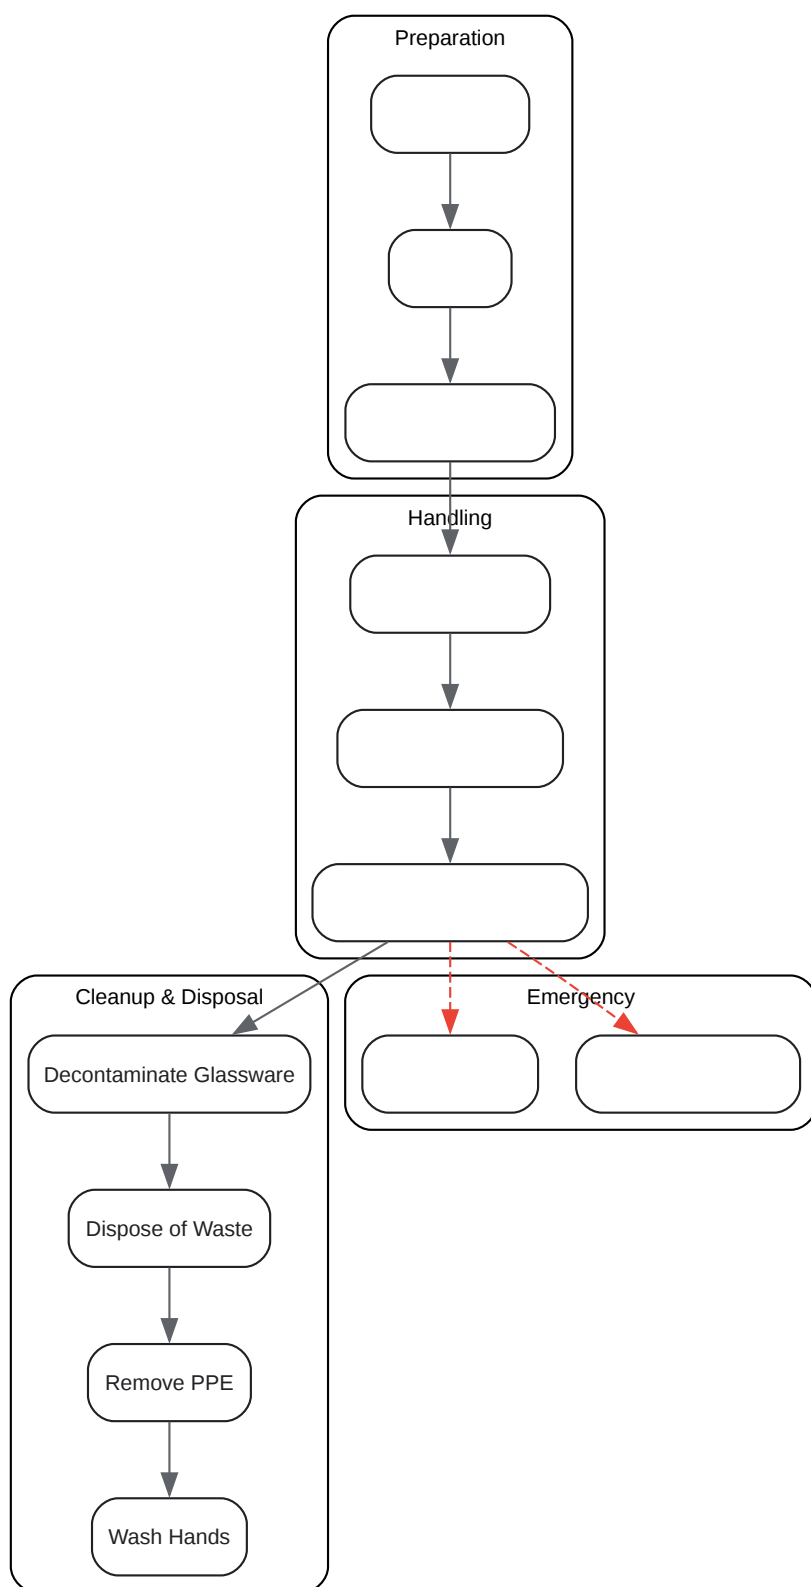 Preparation
Handling
Cleanup & Disposal
Emergency
Decontaminate Glassware
Dispose of Waste
Remove PPE
Wash Hands